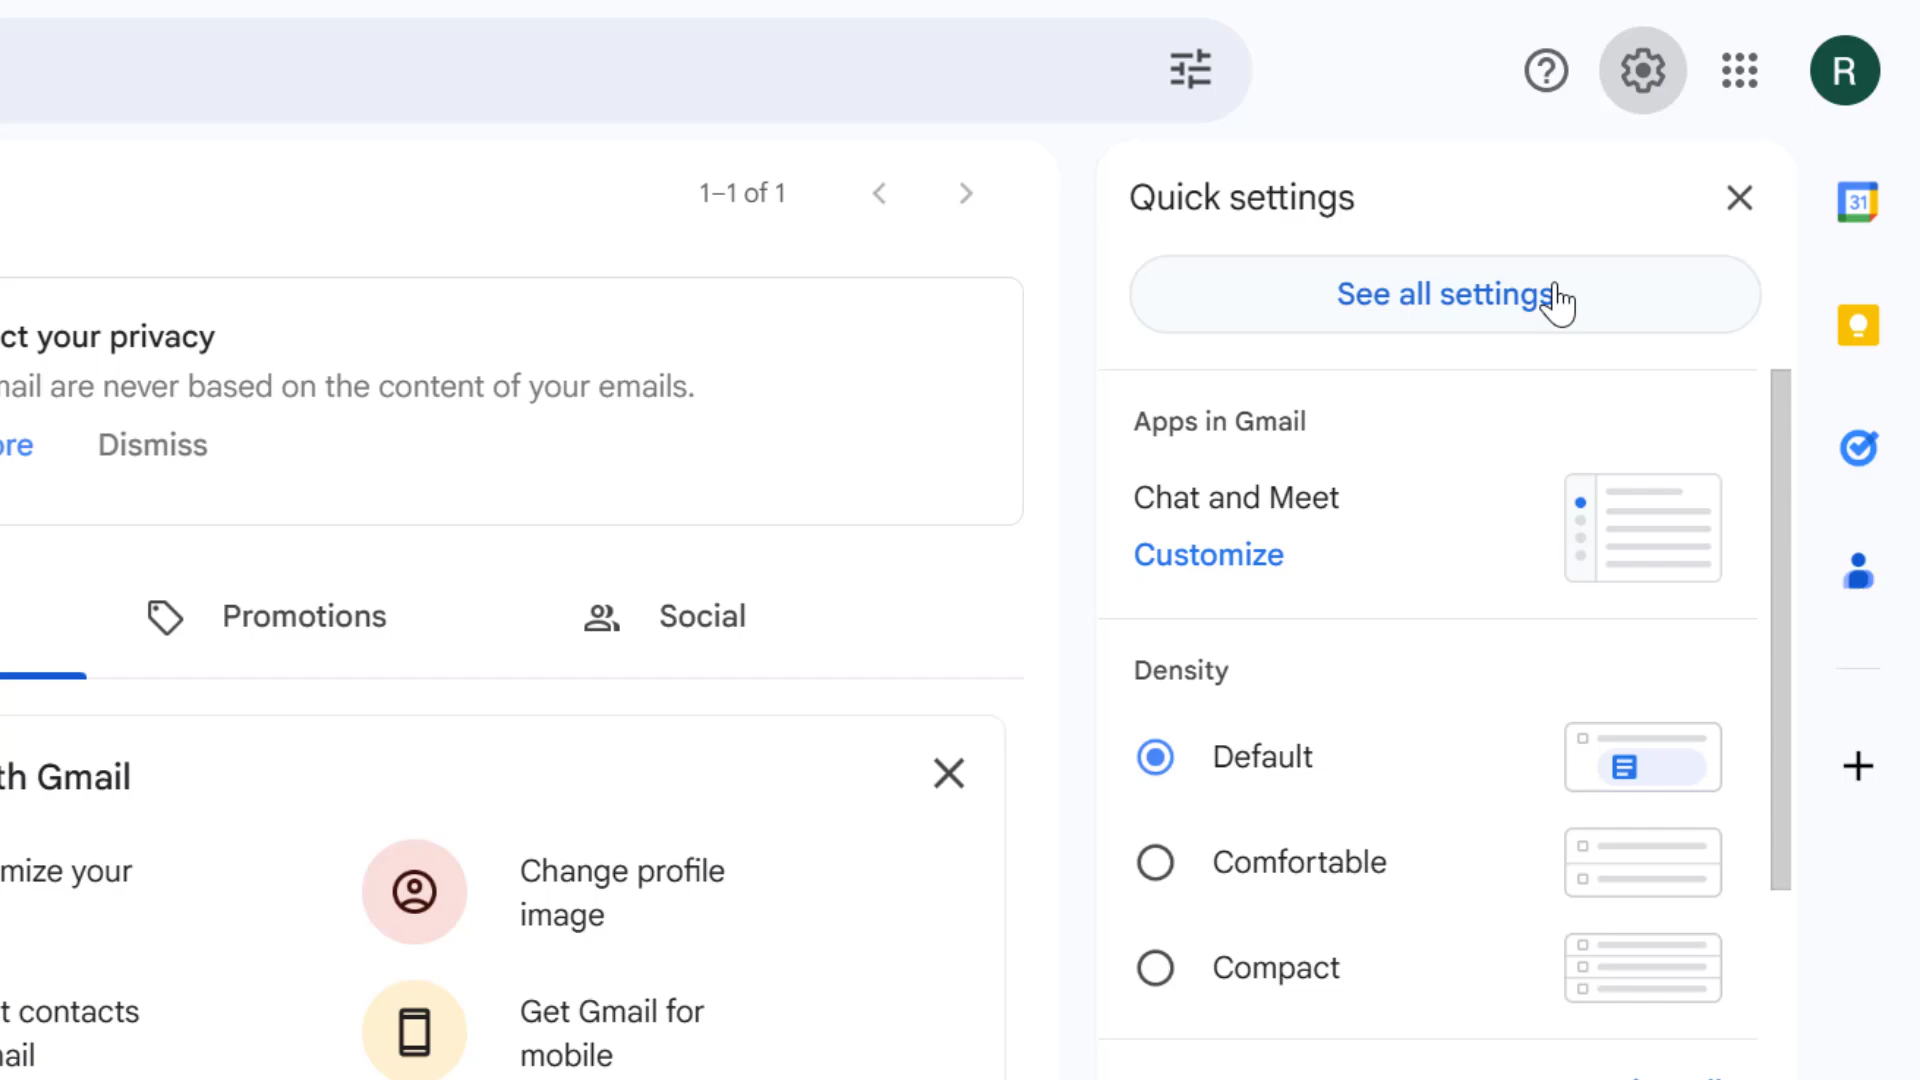 R
1–1 of 1
Quick settings
31
See all settings
ct your privacy
mail are never based on the content of your emails.
ore
Dismiss
Apps in Gmail
Chat and Meet
Customize
Promotions
Social
Density
Default
th Gmail
Comfortable
mize your
Change profile
image
Compact
t contacts
ail
Get Gmail for
mobile